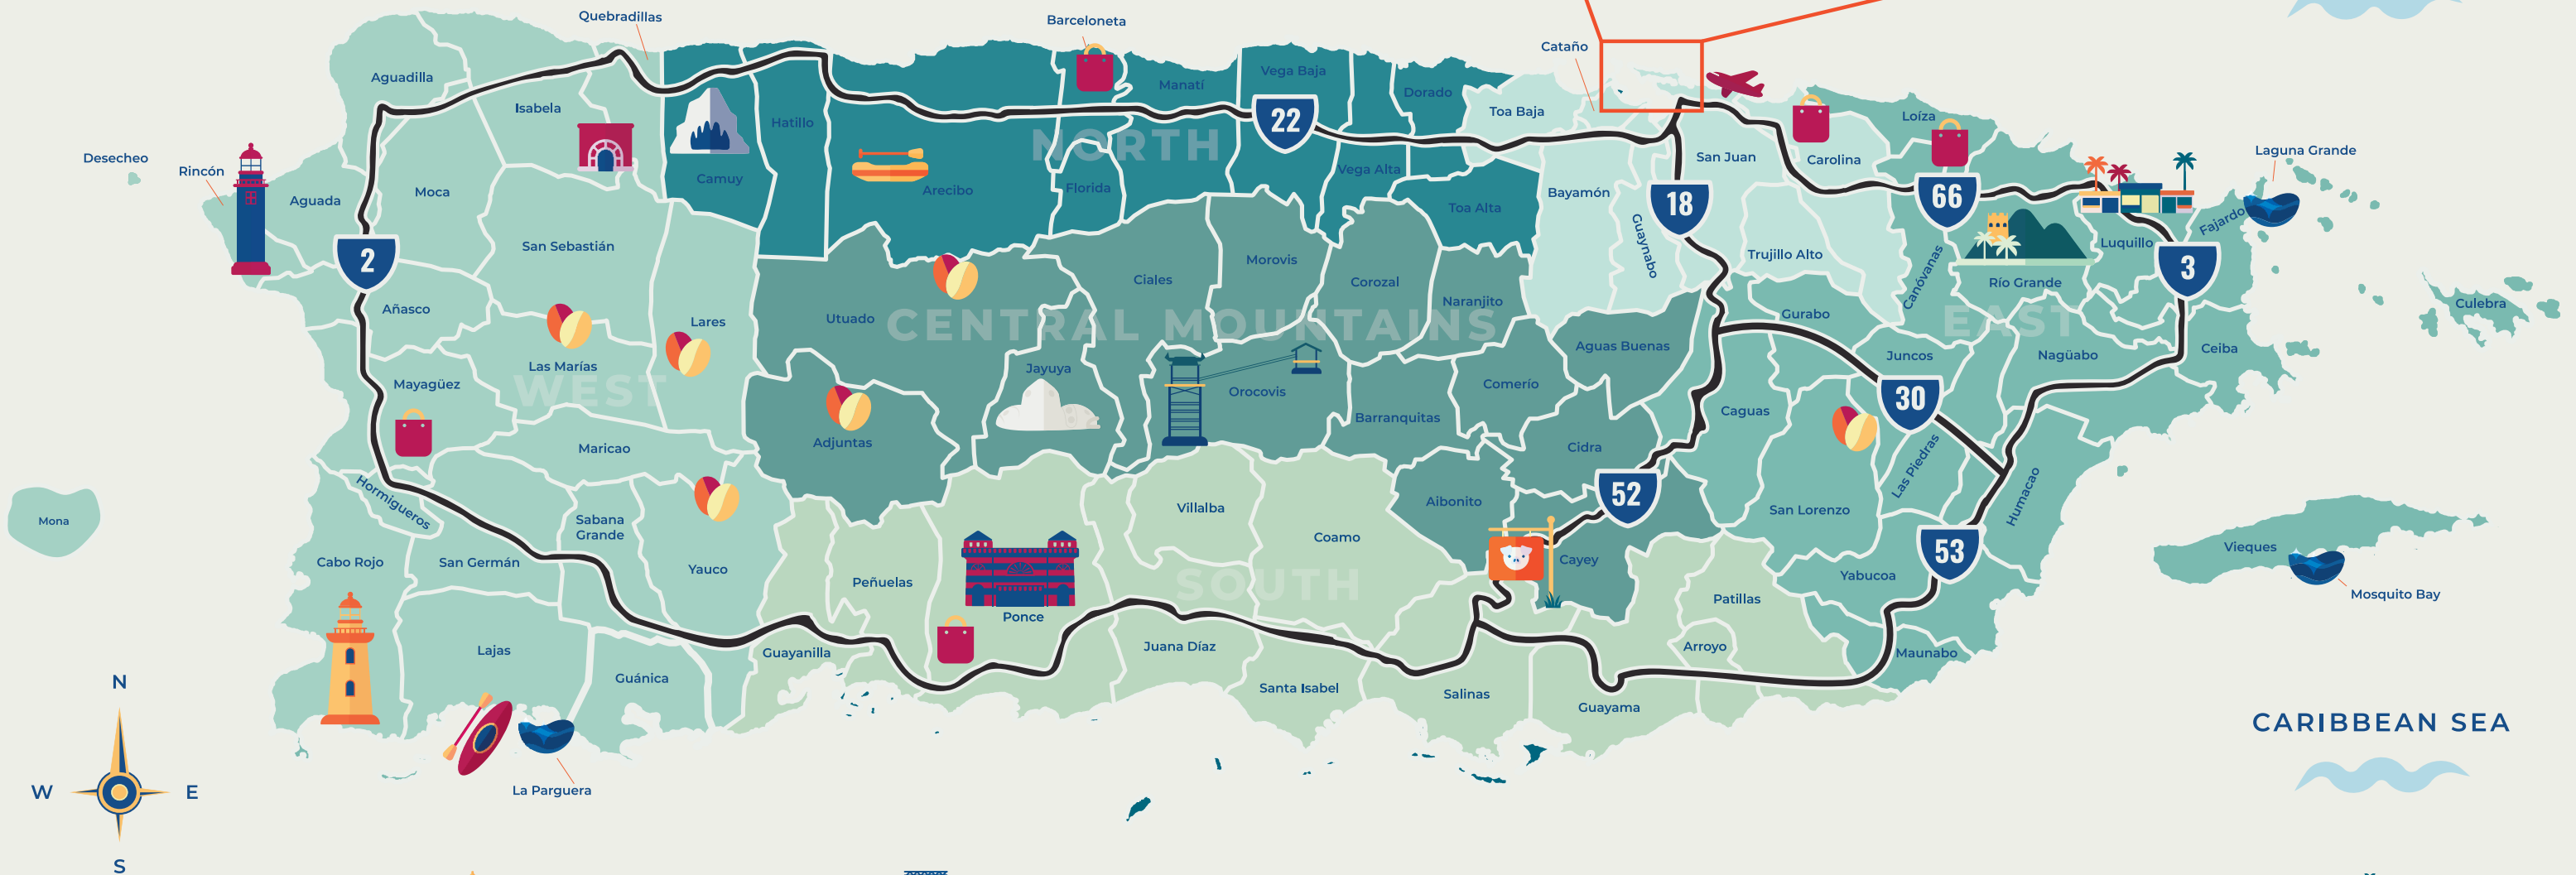 Quebradillas
Barceloneta
Cataño
Aguadilla
Isabela
Hatillo
Manatí
Vega Baja
Dorado
Toa Baja
22
Loíza
Desecheo
Rincón
Aguada
Moca
Camuy
Arecibo
NORTH
Florida
Vega Alta
Toa Alta
Bayamón
Guaynabo
18
San Juan
Carolina
66
Laguna Grande
Fajardo
Luquillo
3
2
San Sebastián
Añasco
Lares
Utuado
CENTRAL MOUNTAINS
Ciales
Morovis
Corozal
Naranjito
Trujillo Alto
Canóvanas
Río Grande
Culebra
Gurabo
EAST
Aguas Buenas
Juncos
Nagüabo
Ceiba
Las Marías
Mayagüez
WEST
Jayuya
Orocovis
Barranquitas
Comerío
Caguas
30
Adjuntas
Maricao
Cidra
Las Piedras
Humacao
Hormigueros
Mona
Sabana
Grande
Villalba
Coamo
Aibonito
52
San Lorenzo
53
Vieques
Mosquito Bay
Cabo Rojo
San Germán
Yauco
Peñuelas
Ponce
SOUTH
Cayey
Yabucoa
Patillas
Lajas
Guánica
Guayanilla
Juana Díaz
Santa Isabel
Salinas
Guayama
Arroyo
Maunabo
La Parguera
CARIBBEAN SEA
N
W
E
S